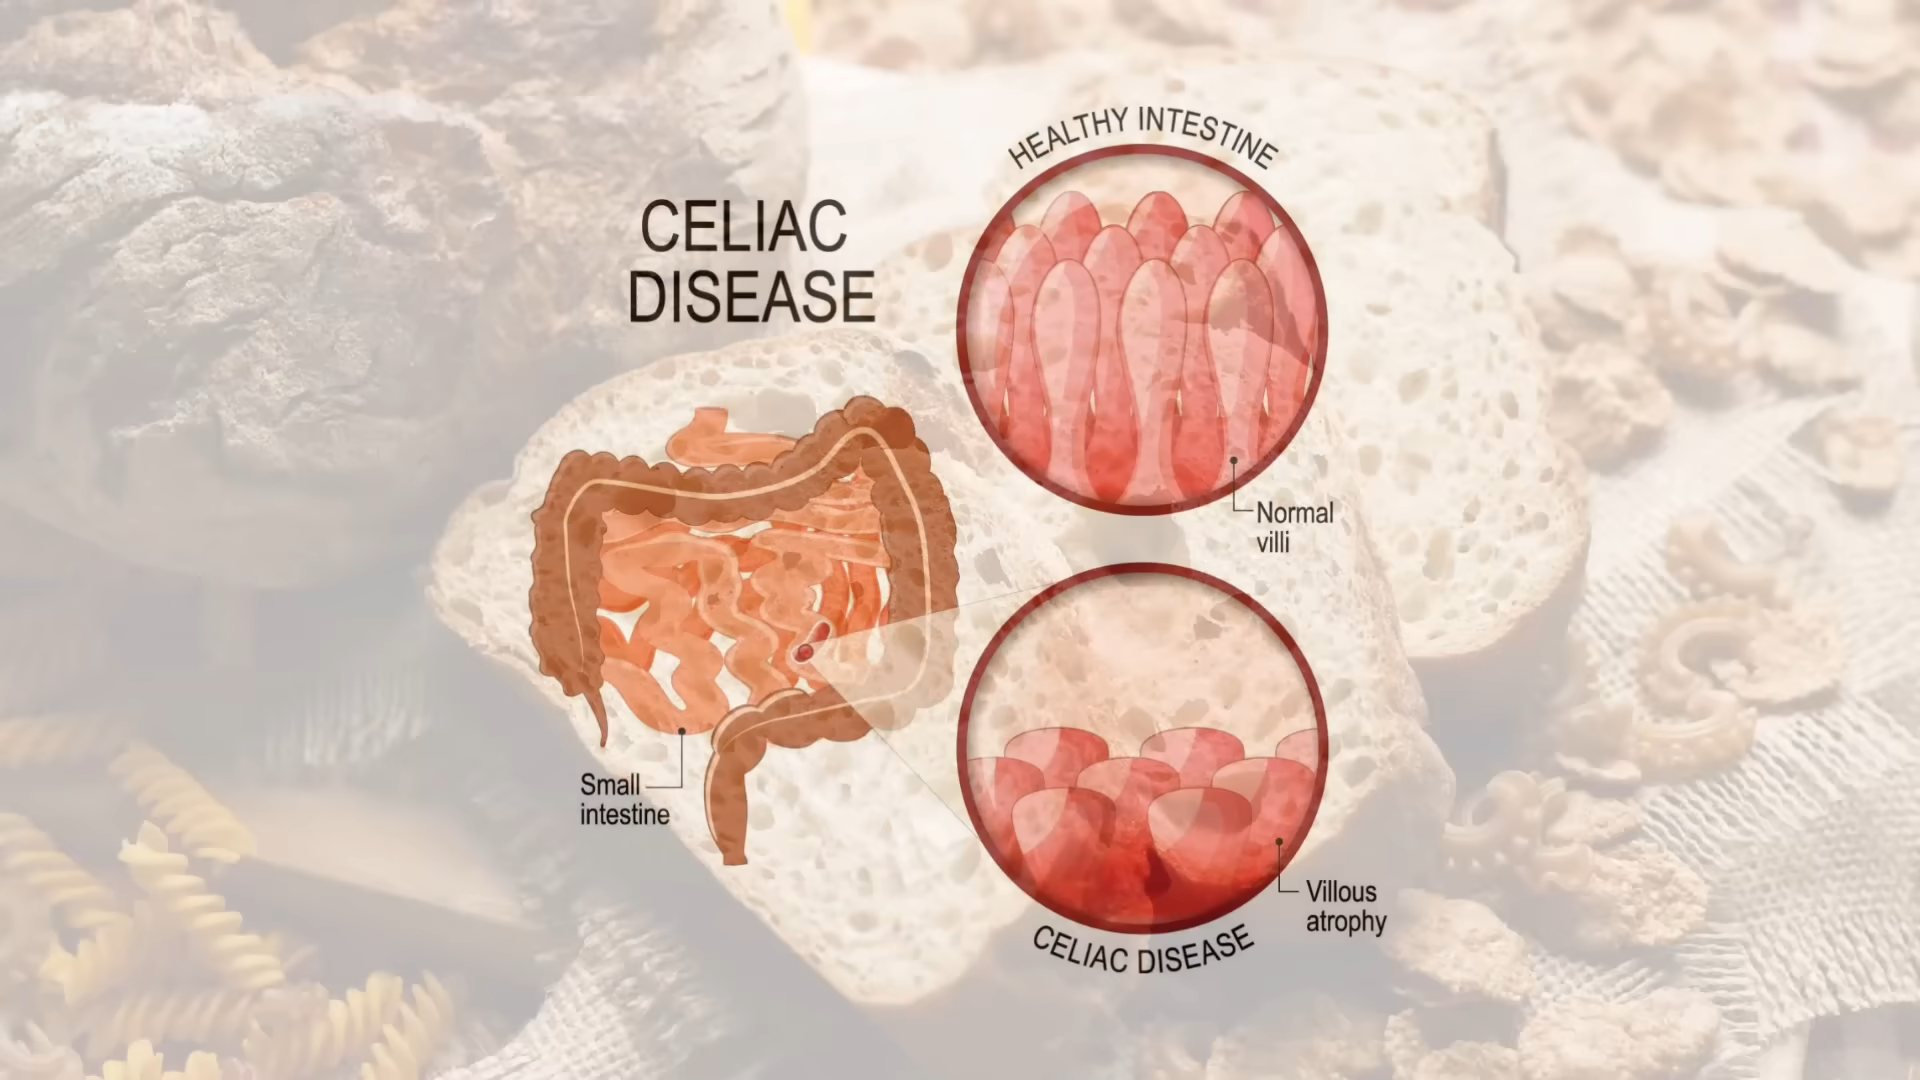 CELIAC
DISEASE
HEALTHY INTESTINE
Normal
villi
Small
intestine
Villous
atrophy
CELIAC DISEASE